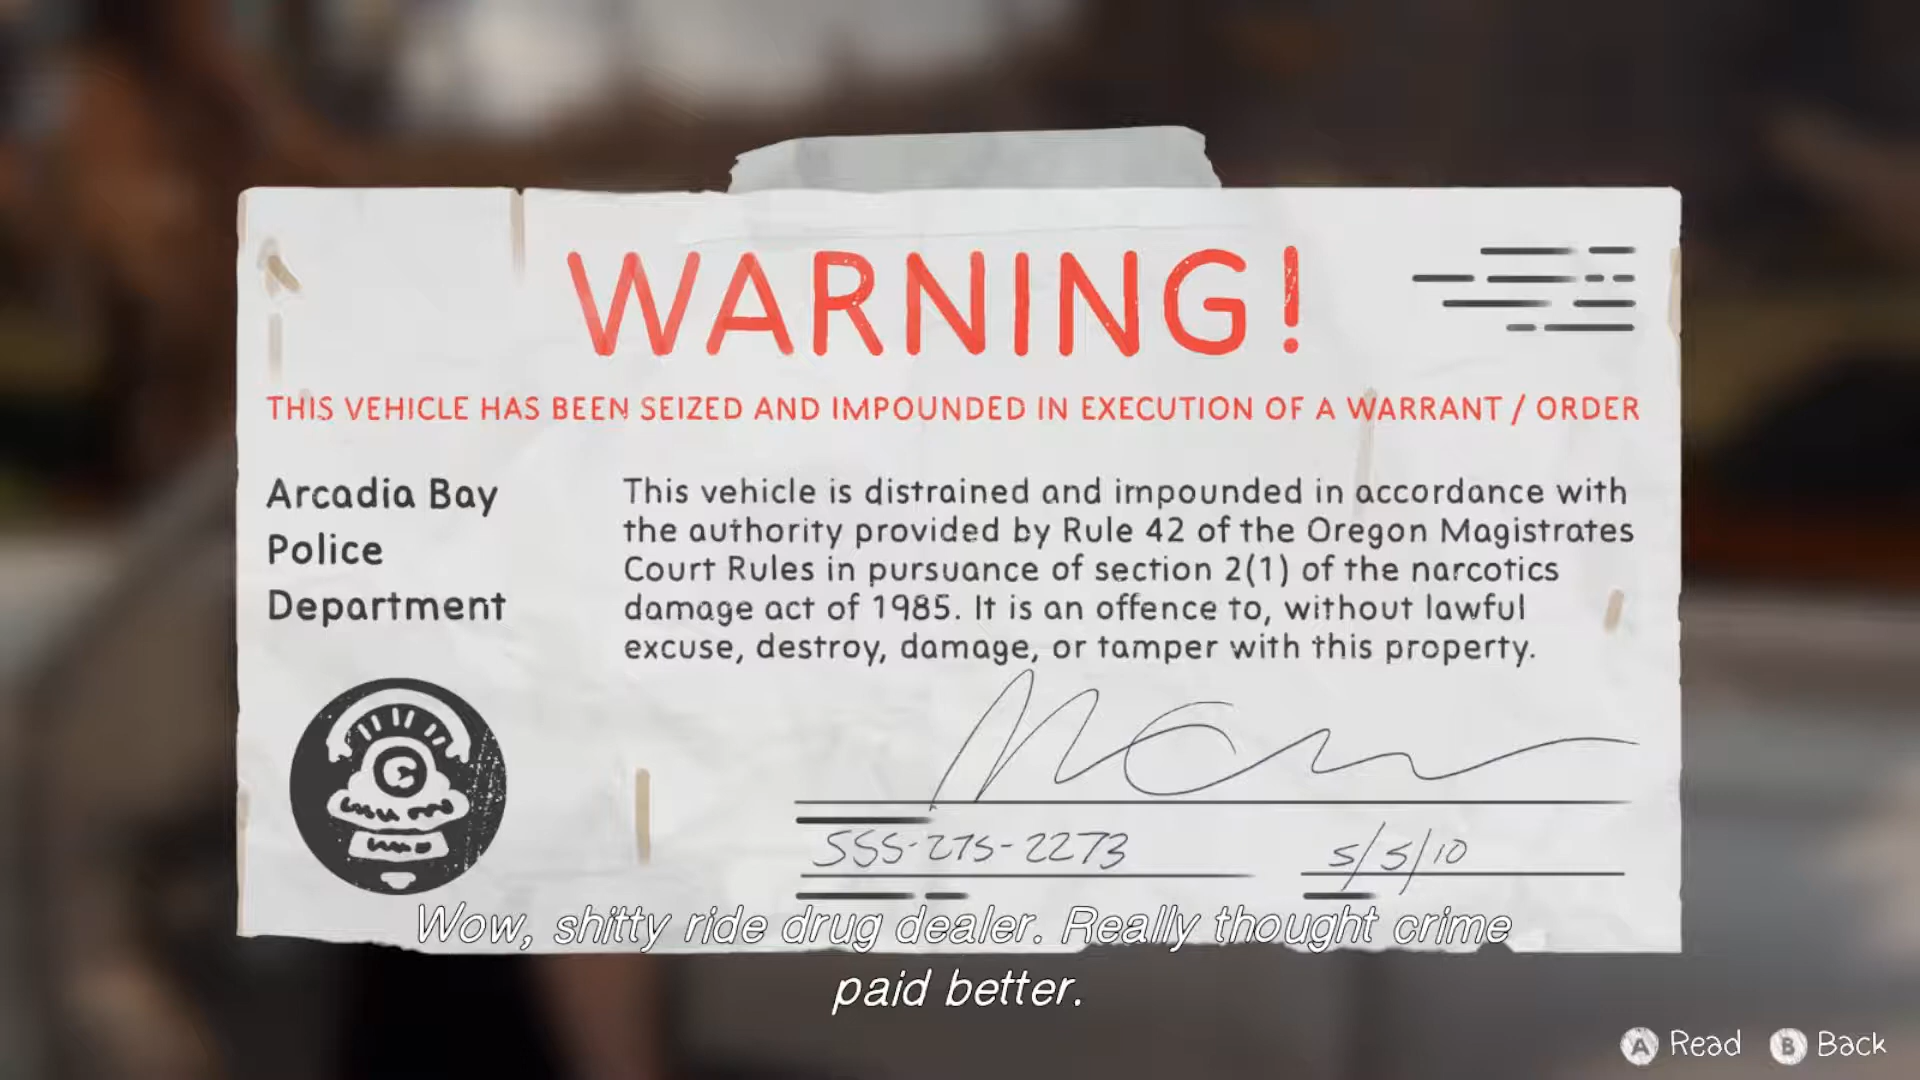 WARNING!
THIS VEHICLE HAS BEEN SEIZED AND IMPOUNDED IN EXECUTION OF A WARRANT / ORDER
Arcadia Bay
Police
Department
This vehicle is distrained and impounded in accordance with
the authority provided by Rule 42 of the Oregon Magistrates
Court Rules in pursuance of section 2(1) of the narcotics
damage act of 1985. It is an offence to, without lawful
excuse, destroy, damage, or tamper with this property.
555-275-2273
5/5/10
Wow, shitty ride drug dealer. Really thought crime
paid better.
A Read B Back